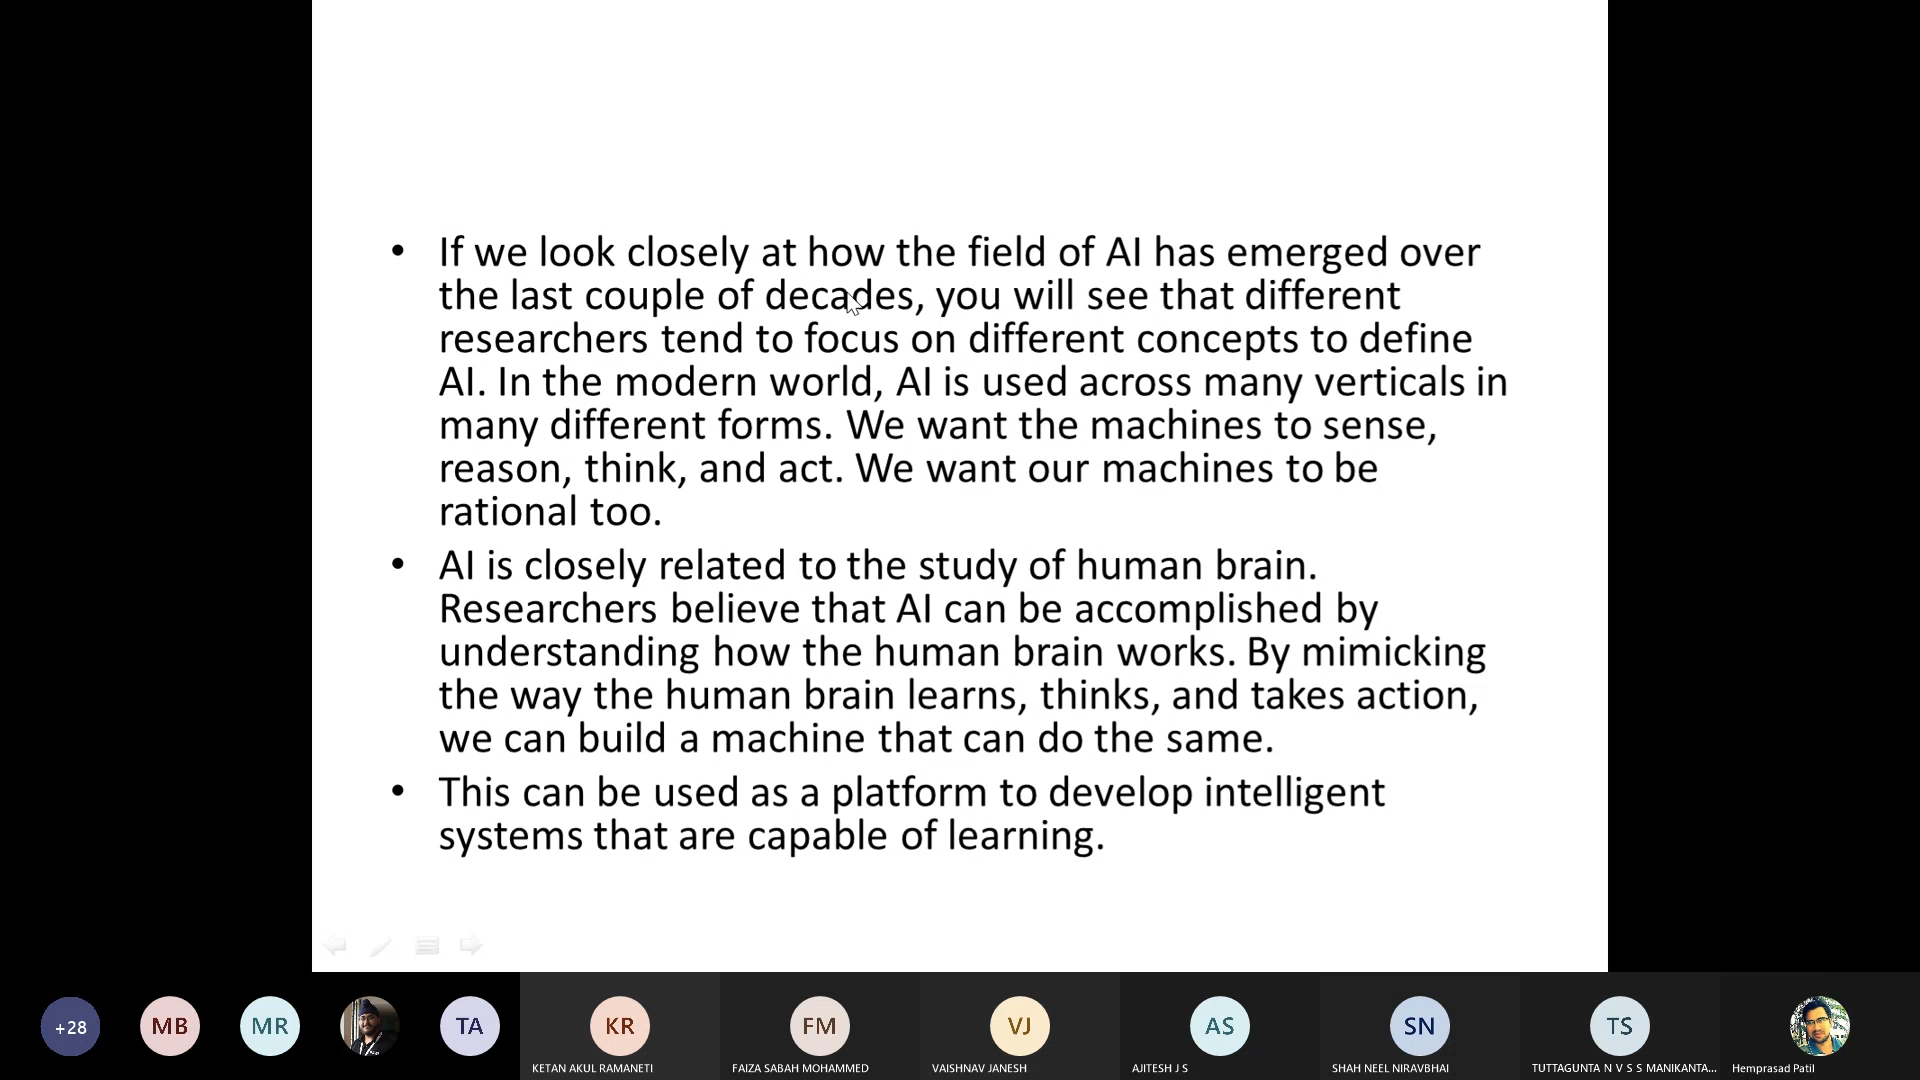 • If we look closely at how the field of AI has emerged over
the last couple of decades, you will see that different
researchers tend to focus on different concepts to define
AI. In the modern world, AI is used across many verticals in
many different forms. We want the machines to sense,
reason, think, and act. We want our machines to be
rational too.
• AI is closely related to the study of human brain.
Researchers believe that AI can be accomplished by
understanding how the human brain works. By mimicking
the way the human brain learns, thinks, and takes action,
we can build a machine that can do the same.
• This can be used as a platform to develop intelligent
systems that are capable of learning.
+28 MB MR TA KR FM VJ AS SN TS
KETAN AKUL RAMANETI FAIZA SABAH MOHAMMED VAISHNAV JANESH AJITESH J S SHAH NEEL NIRAVBHAI TUTTAGUNTA N V S S MANIKANTA... Hemprasad Patil